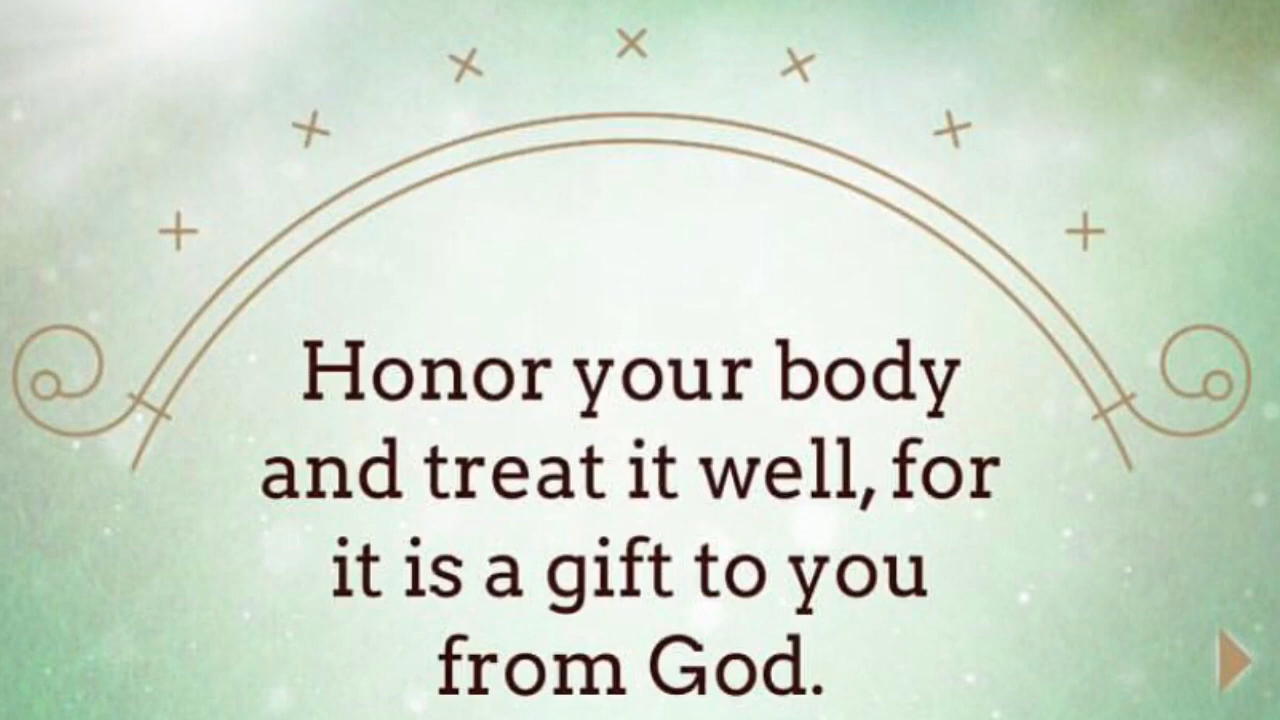 Honor your body
and treat it well, for
it is a gift to you
from God.